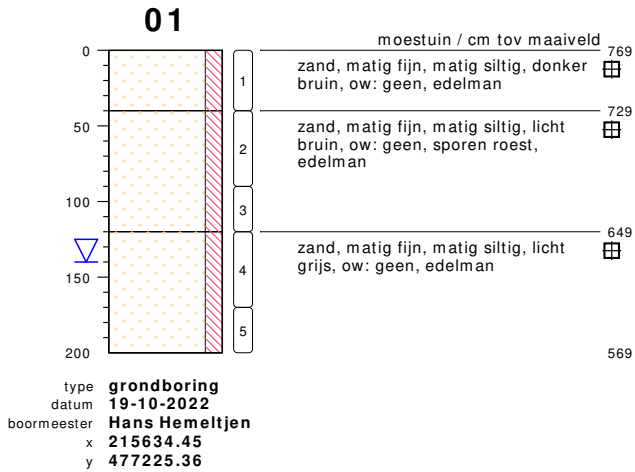 01
moestuin / cm tov maaiveld
0
769
zand, matig fijn, matig siltig, donker
bruin, ow: geen, edelman
1
729
zand, matig fijn, matig siltig, licht
bruin, ow: geen, sporen roest,
edelman
50
2
100
3
649
zand, matig fijn, matig siltig, licht
grijs, ow: geen, edelman
4
150
5
200
569
type grondboring
datum 19-10-2022
boormeester Hans Hemeltjen
x 215634.45
y 477225.36